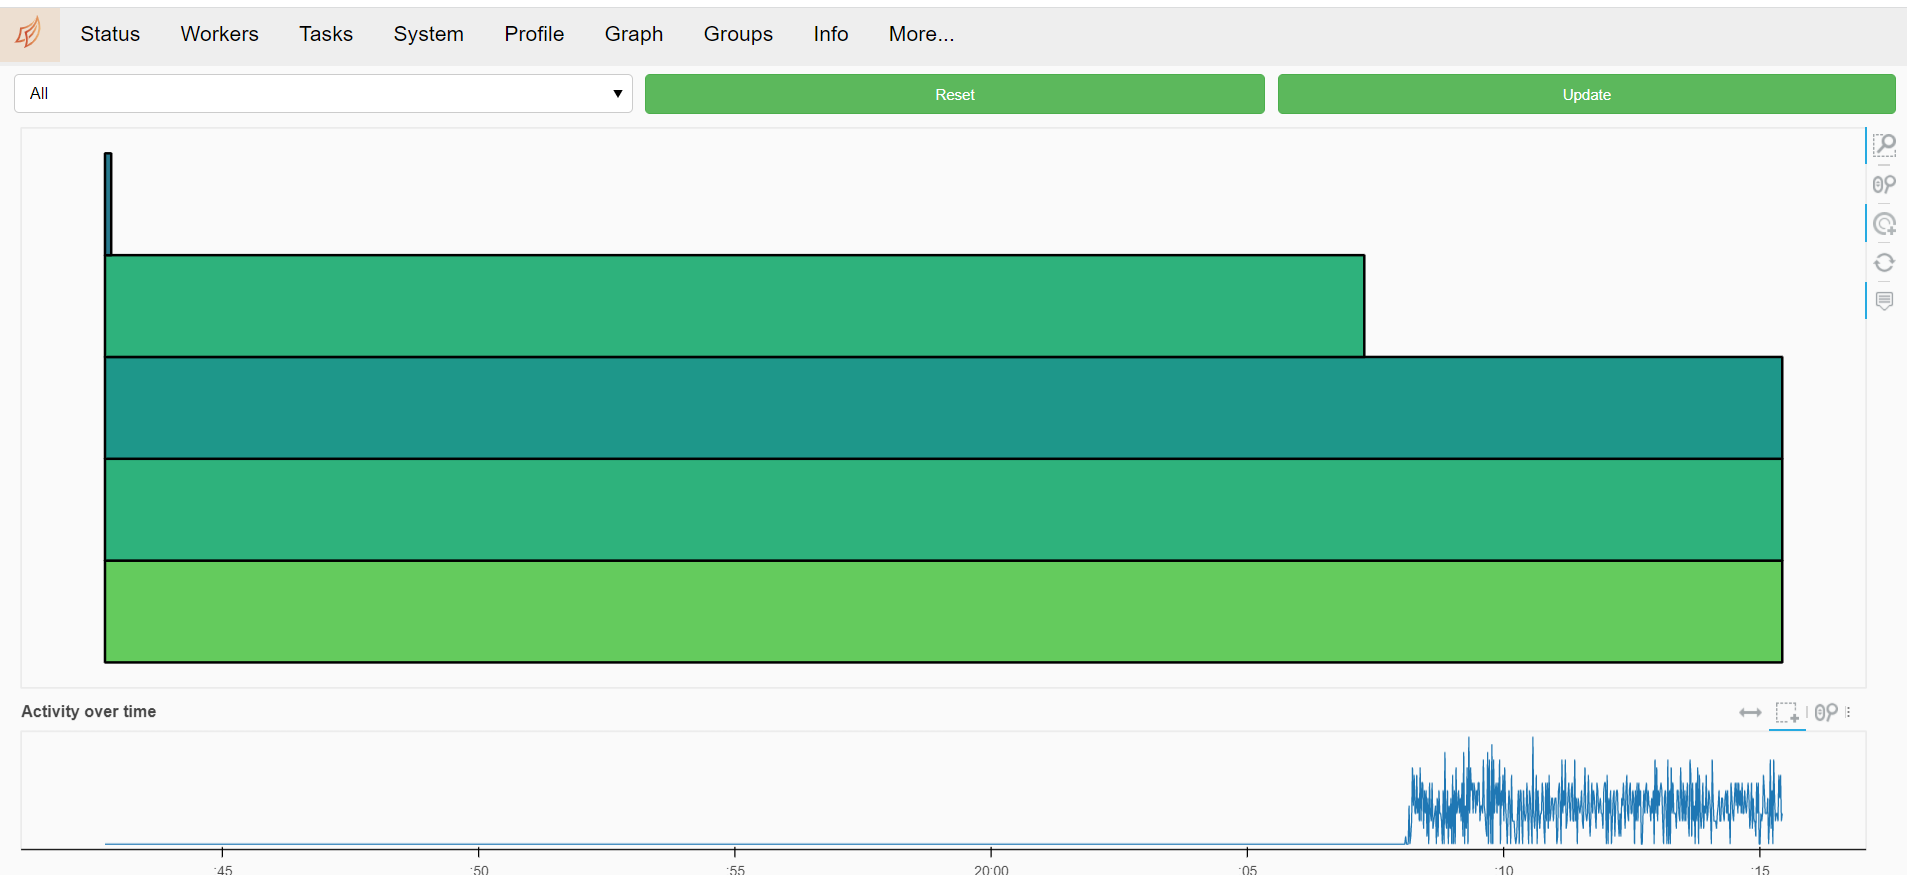 Status Workers Tasks System Profile Graph Groups Info More...
All Reset Update
Activity over time
:45 :50 :55 20:00 :05 :10 :15